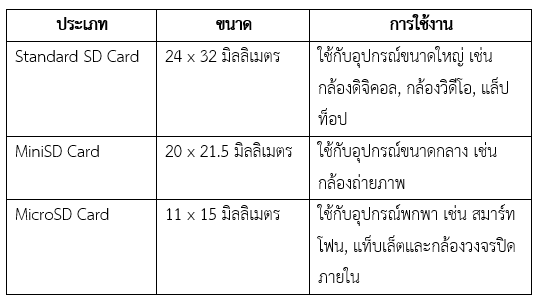 ประเภท ขนาด การใช้งาน
Standard SD Card 24 x 32 มิลลิเมตร ใช้กับอุปกรณ์ขนาดใหญ่ เช่น
กล้องดิจิคอล, กล้องวิดีโอ, แล็ป
ท็อป
MiniSD Card 20 x 21.5 มิลลิเมตร ใช้กับอุปกรณ์ขนาดกลาง เช่น
กล้องถ่ายภาพ
MicroSD Card 11 x 15 มิลลิเมตร ใช้กับอุปกรณ์พกพา เช่น สมาร์ท
โฟน, แท็บเล็ตและกล้องวงจรปิด
ภายใน